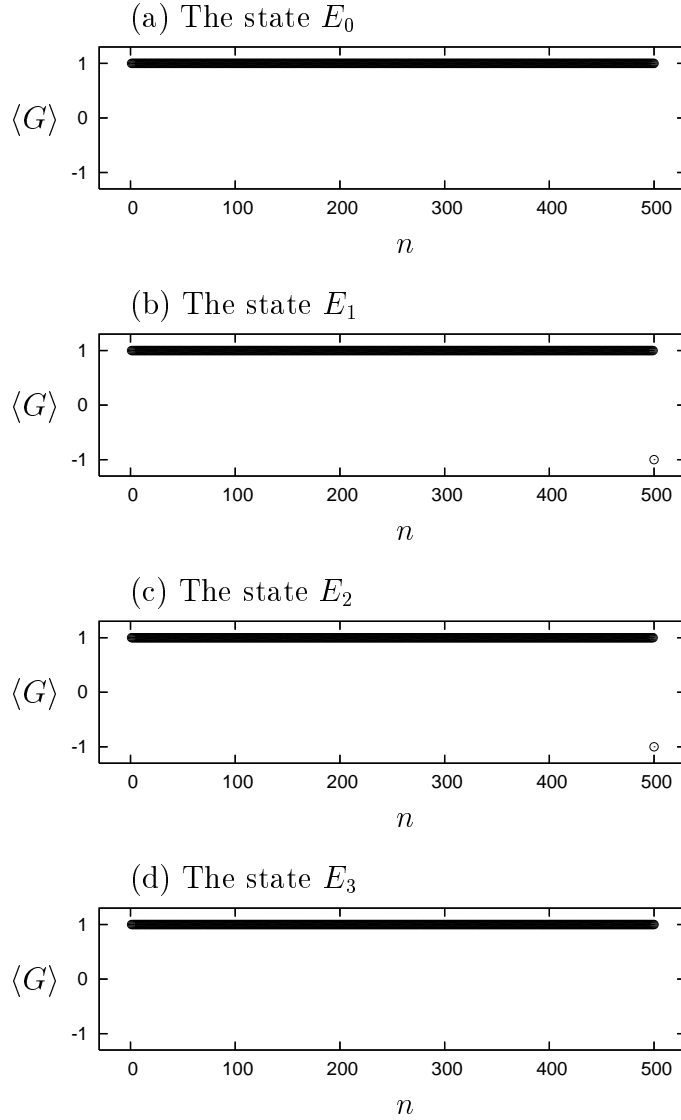 (a) The state E₀
1
⟨G⟩ 0
-1
0 100 200 300 400 500
n
(b) The state E₁
1
⟨G⟩ 0
-1
0 100 200 300 400 500
n
(c) The state E₂
1
⟨G⟩ 0
-1
0 100 200 300 400 500
n
(d) The state E₃
1
⟨G⟩ 0
-1
0 100 200 300 400 500
n